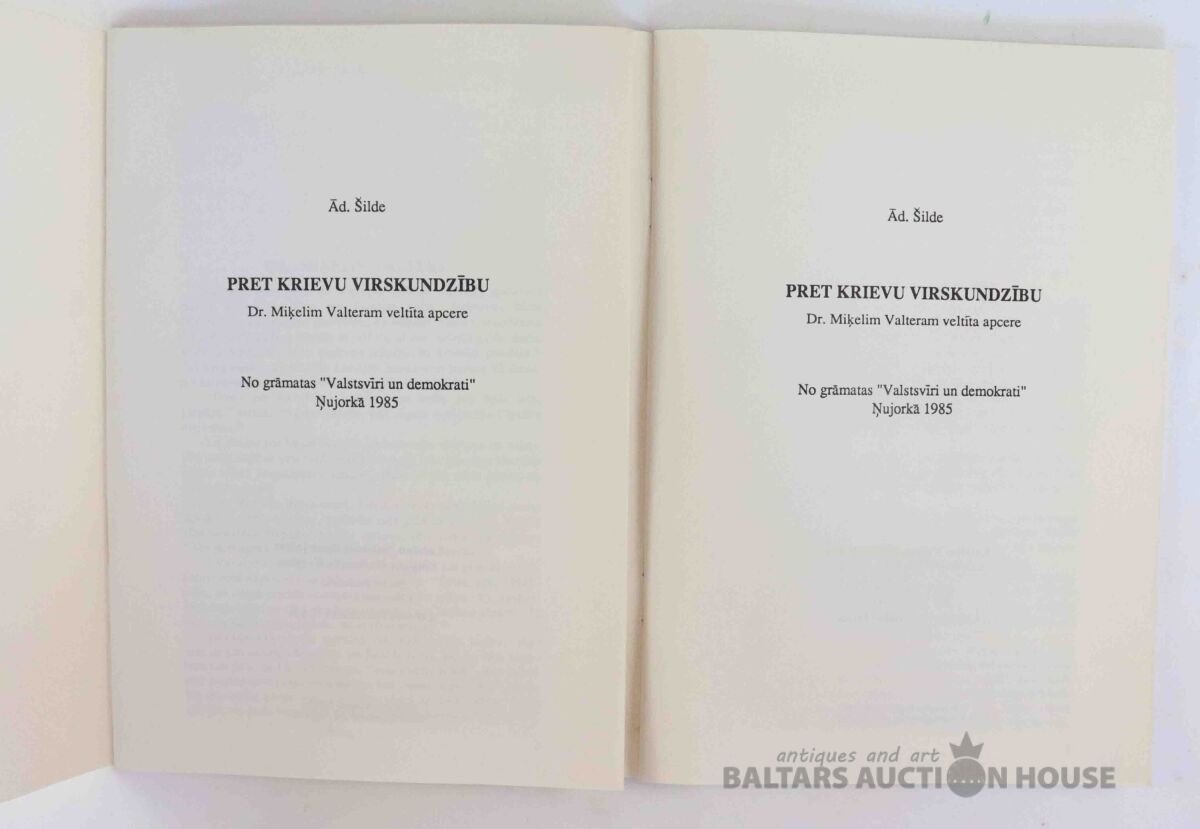 Ād. Šilde
PRET KRIEVU VIRSKUNDZĪBU
Dr. Miķelim Valteram veltīta apcere
No grāmatas "Valstsvīri un demokrati"
Ņujorkā 1985
Ād. Šilde
PRET KRIEVU VIRSKUNDZĪBU
Dr. Miķelim Valteram veltīta apcere
No grāmatas "Valstsvīri un demokrati"
Ņujorkā 1985
antiques and art
BALTARS AUCTION HOUSE